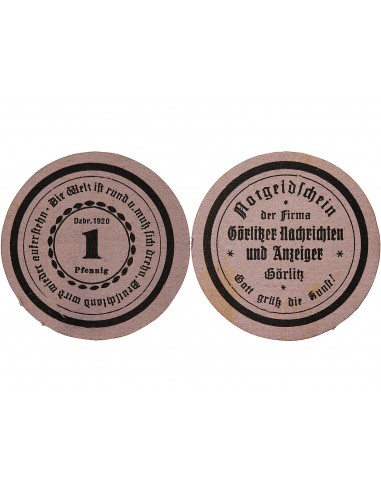 Die Welt ist rund u. muß sich drehn, Deutschland wird wieder auferstehn ·
Dzbr. 1920
1
Pfennig
Notgeldschein
der Firma
Görlitzer Nachrichten
und Anzeiger
* Görlitz *
Gott grüß die Kunst!